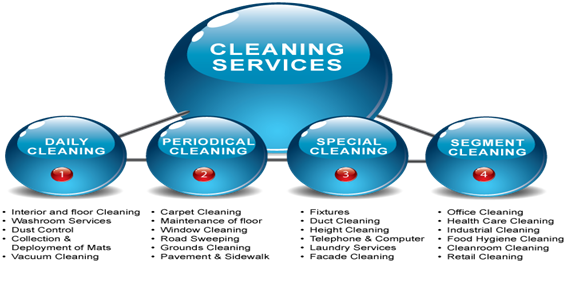 CLEANING
SERVICES
DAILY
CLEANING
1
PERIODICAL
CLEANING
2
SPECIAL
CLEANING
3
SEGMENT
CLEANING
4
• Interior and floor Cleaning
• Washroom Services
• Dust Control
• Collection &
Deployment of Mats
• Vacuum Cleaning
• Carpet Cleaning
• Maintenance of floor
• Window Cleaning
• Road Sweeping
• Grounds Cleaning
• Pavement & Sidewalk
• Fixtures
• Duct Cleaning
• Height Cleaning
• Telephone & Computer
• Laundry Services
• Facade Cleaning
• Office Cleaning
• Health Care Cleaning
• Industrial Cleaning
• Food Hygiene Cleaning
• Cleanroom Cleaning
• Retail Cleaning